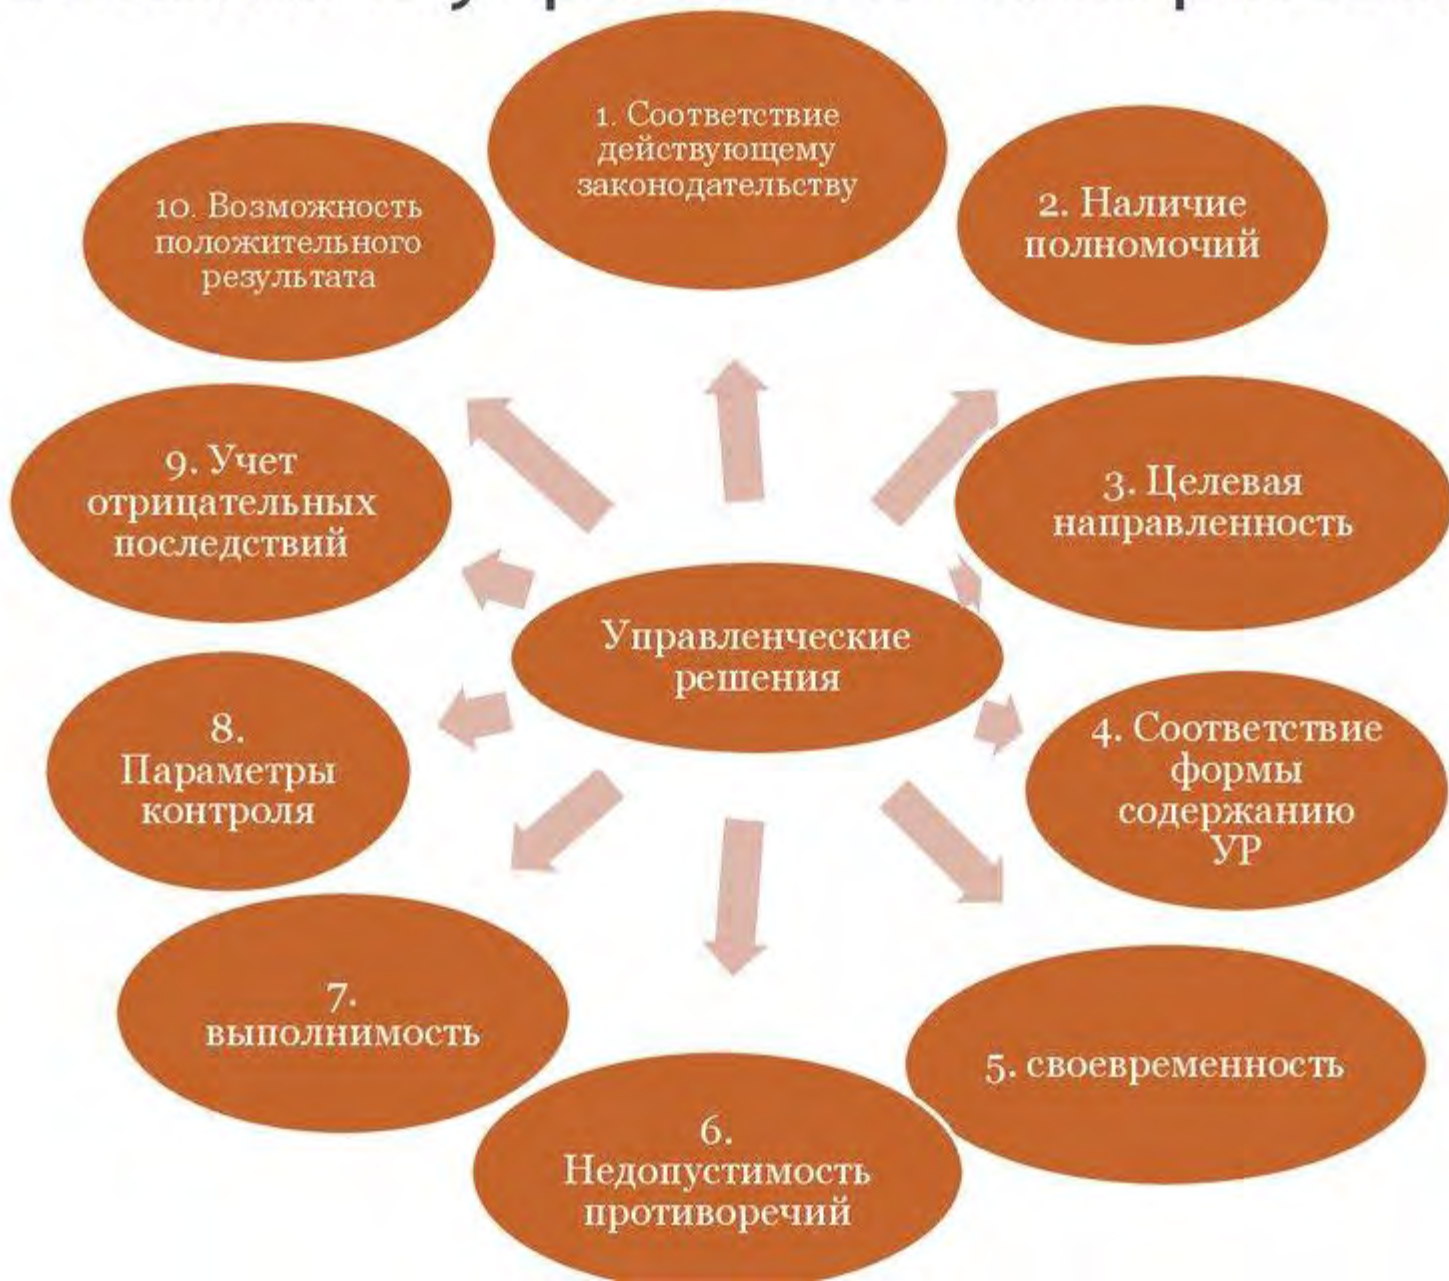 1. Соответствие
действующему
законодательству
2. Наличие
полномочий
3. Целевая
направленность
4. Соответствие
формы
содержанию
УР
5. своевременность
6.
Недопустимость
противоречий
7.
выполнимость
8.
Параметры
контроля
9. Учет
отрицательных
последствий
10. Возможность
положительного
результата
Управленческие
решения